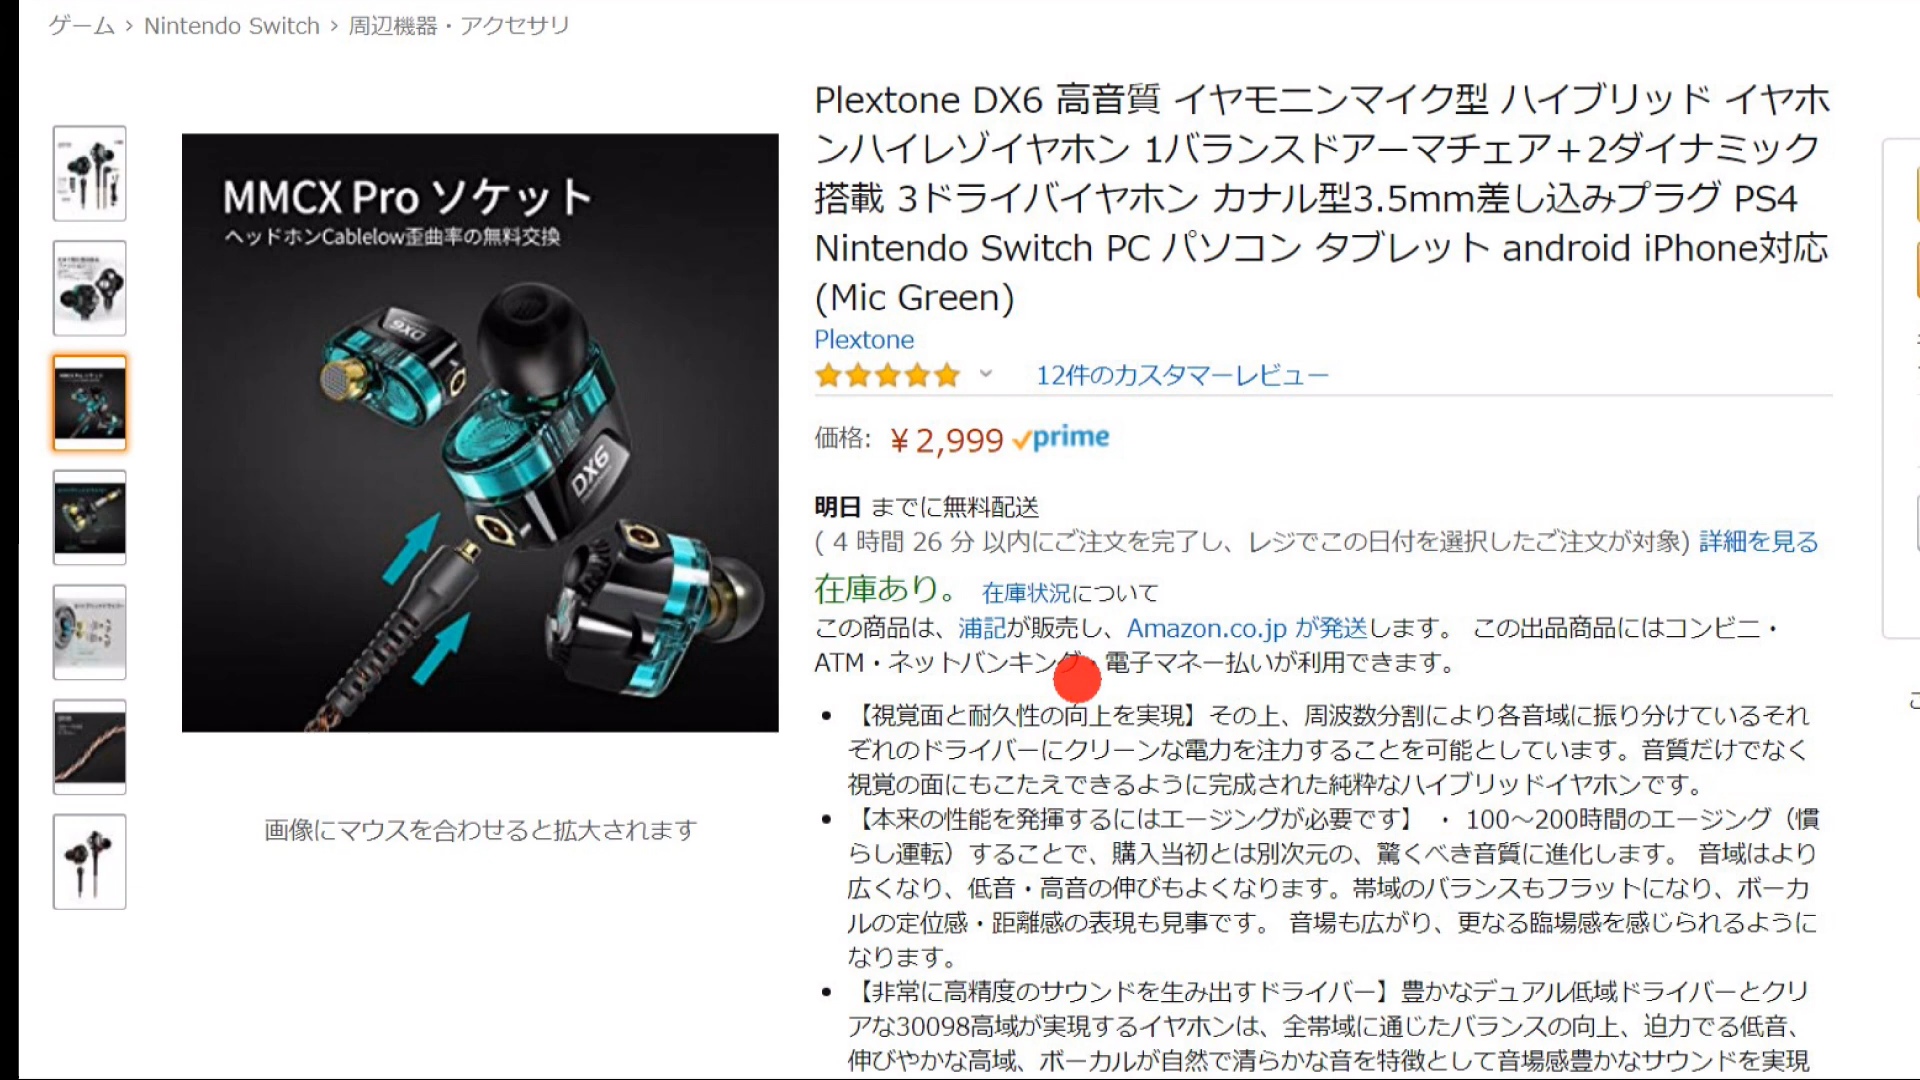 ゲーム › Nintendo Switch › 周辺機器・アクセサリ
MMCX Pro ソケット
ヘッドホンCablelow歪曲率の無料交換
DX6
DX6
画像にマウスを合わせると拡大されます
Plextone DX6 高音質 イヤモニンマイク型 ハイブリッド イヤホ
ンハイレゾイヤホン 1バランスドアーマチェア＋2ダイナミック
搭載 3ドライバイヤホン カナル型3.5mm差し込みプラグ PS4
Nintendo Switch PC パソコン タブレット android iPhone対応
(Mic Green)
Plextone
12件のカスタマーレビュー
価格: ￥2,999 prime
明日 までに無料配送
( 4 時間 26 分 以内にご注文を完了し、レジでこの日付を選択したご注文が対象) 詳細を見る
在庫あり。 在庫状況について
この商品は、浦記が販売し、Amazon.co.jp が発送します。 この出品商品にはコンビニ・
ATM・ネットバンキング・電子マネー払いが利用できます。
• 【視覚面と耐久性の向上を実現】その上、周波数分割により各音域に振り分けているそれ
ぞれのドライバーにクリーンな電力を注力することを可能としています。音質だけでなく
視覚の面にもこたえできるように完成された純粋なハイブリッドイヤホンです。
• 【本来の性能を発揮するにはエージングが必要です】 ・ 100～200時間のエージング（慣
らし運転）することで、購入当初とは別次元の、驚くべき音質に進化します。 音域はより
広くなり、低音・高音の伸びもよくなります。帯域のバランスもフラットになり、ボーカ
ルの定位感・距離感の表現も見事です。 音場も広がり、更なる臨場感を感じられるように
なります。
• 【非常に高精度のサウンドを生み出すドライバー】豊かなデュアル低域ドライバーとクリ
アな30098高域が実現するイヤホンは、全帯域に通じたバランスの向上、迫力でる低音、
伸びやかな高域、ボーカルが自然で清らかな音を特徴として音場感豊かなサウンドを実現